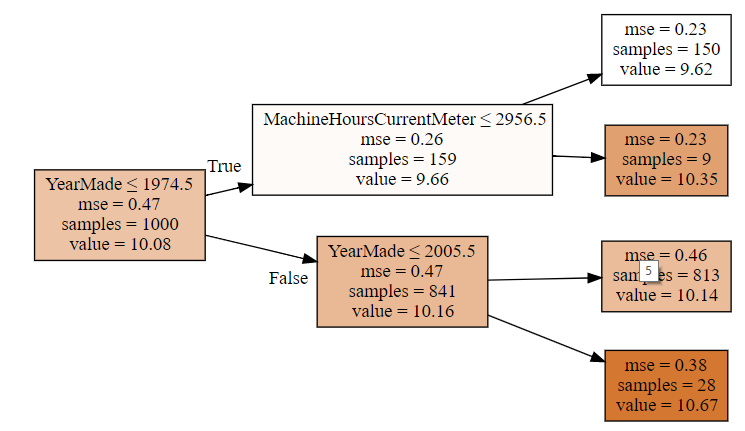 mse = 0.23
samples = 150
value = 9.62
MachineHoursCurrentMeter ≤ 2956.5
mse = 0.26
samples = 159
value = 9.66
mse = 0.23
samples = 9
value = 10.35
True
YearMade ≤ 1974.5
mse = 0.47
samples = 1000
value = 10.08
False
YearMade ≤ 2005.5
mse = 0.47
samples = 841
value = 10.16
mse = 0.46
5
= 813
value = 10.14
mse = 0.38
samples = 28
value = 10.67